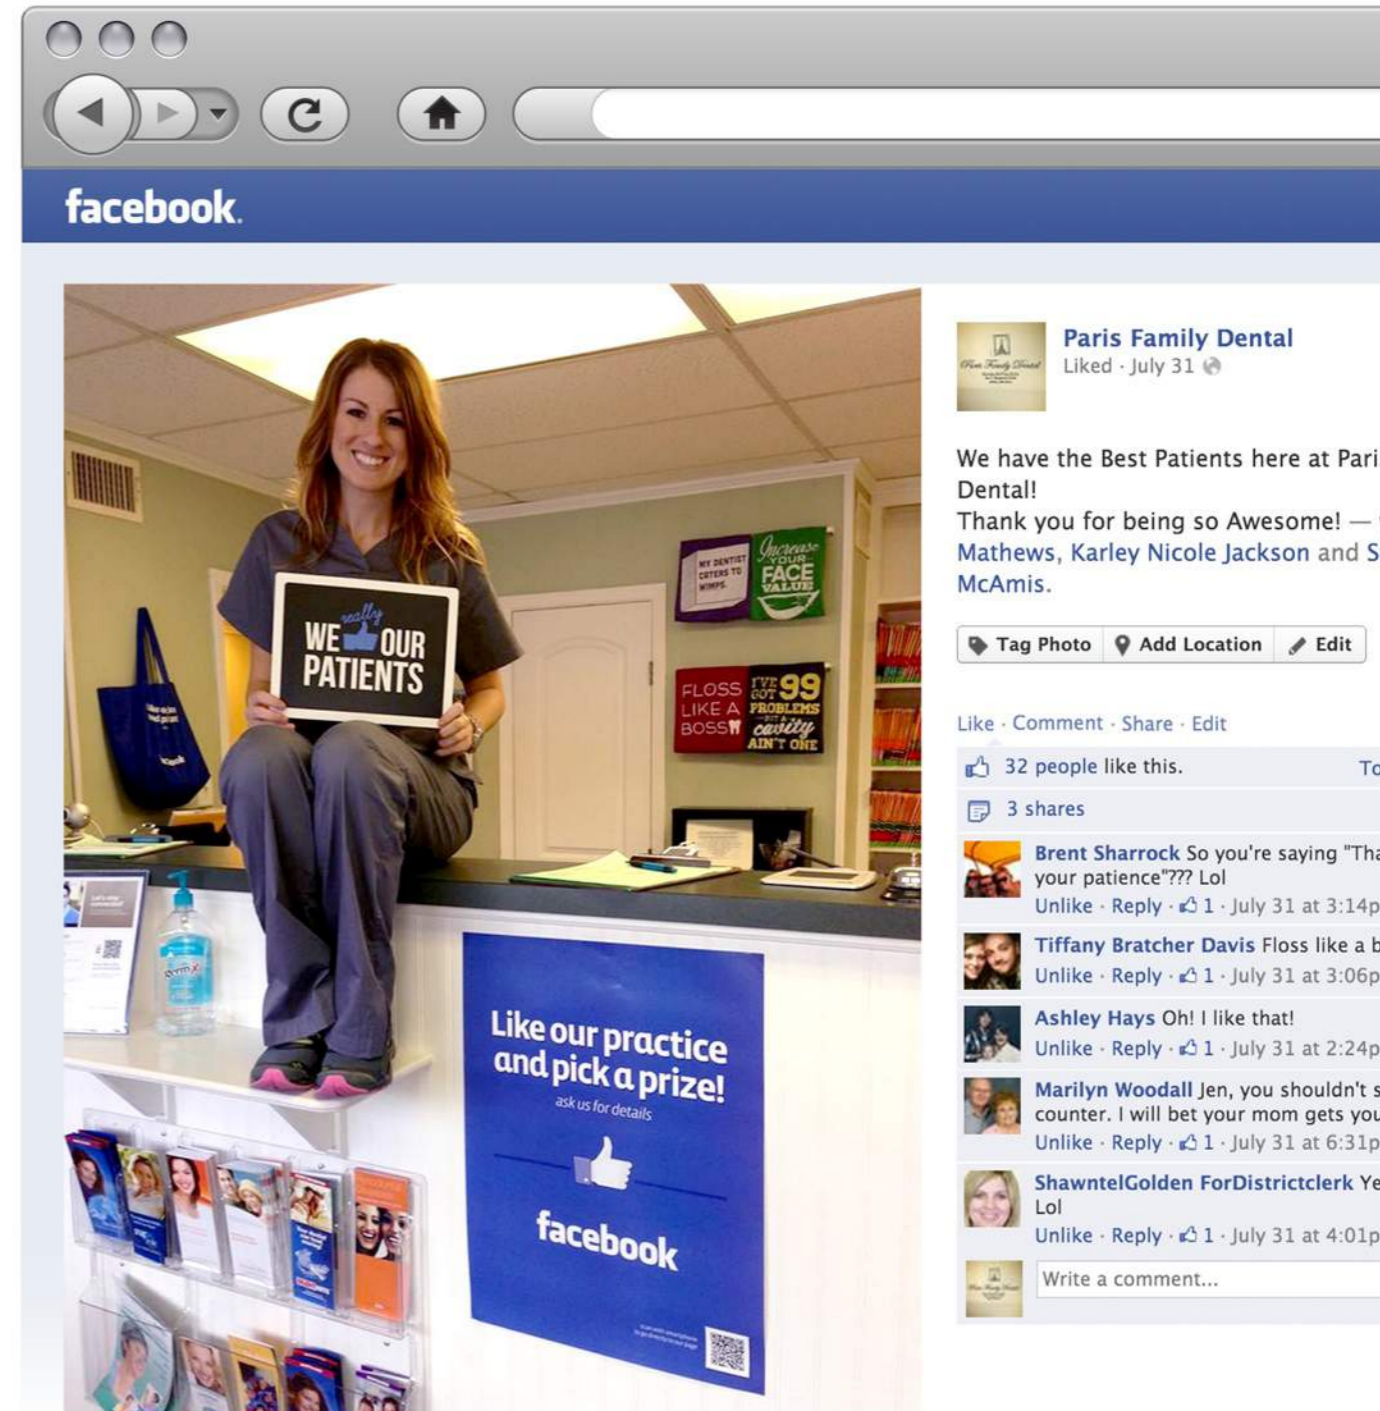 facebook.
Paris Family Dental
Liked · July 31
We have the Best Patients here at Pari
Dental!
Thank you for being so Awesome! —
Mathews, Karley Nicole Jackson and S
McAmis.
Tag Photo
Add Location
Edit
Like · Comment · Share · Edit
32 people like this.
To
3 shares
Brent Sharrock So you're saying "Tha
your patience"??? Lol
Unlike · Reply · 1 · July 31 at 3:14p
Tiffany Bratcher Davis Floss like a b
Unlike · Reply · 1 · July 31 at 3:06p
Ashley Hays Oh! I like that!
Unlike · Reply · 1 · July 31 at 2:24p
Marilyn Woodall Jen, you shouldn't s
counter. I will bet your mom gets you
Unlike · Reply · 1 · July 31 at 6:31p
ShawntelGolden ForDistrictclerk Ye
Lol
Unlike · Reply · 1 · July 31 at 4:01p
Write a comment...
really
WE OUR
PATIENTS
MY DENTIST
CATERS TO
WIMPS.
Increase
YOUR
FACE
VALUE
FLOSS
LIKE A
BOSS
I'VE
GOT 99
PROBLEMS
BUT A
cavity
AIN'T ONE
Like our practice
and pick a prize!
ask us for details
facebook